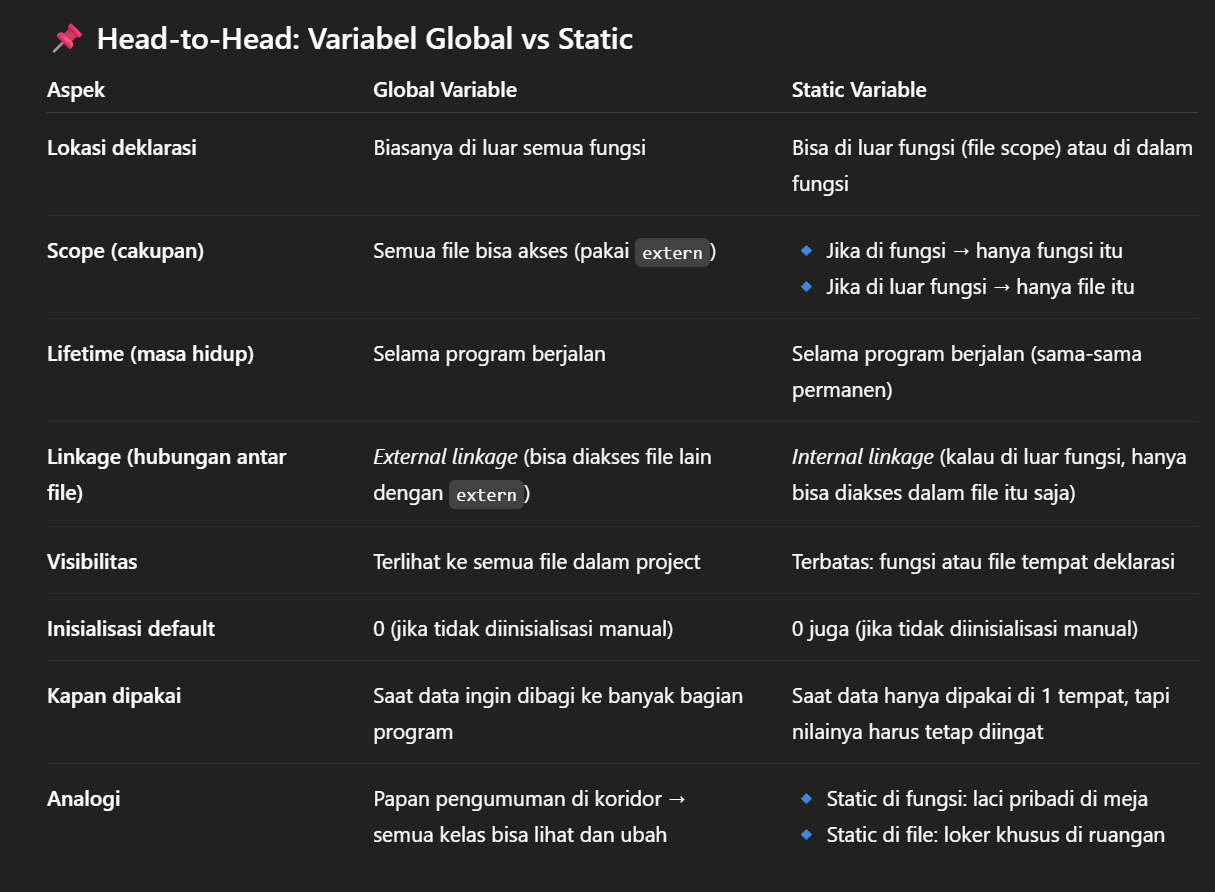 📌 Head-to-Head: Variabel Global vs Static
Aspek Global Variable Static Variable
Lokasi deklarasi Biasanya di luar semua fungsi Bisa di luar fungsi (file scope) atau di dalam
fungsi
Scope (cakupan) Semua file bisa akses (pakai extern) 🔹 Jika di fungsi → hanya fungsi itu
🔹 Jika di luar fungsi → hanya file itu
Lifetime (masa hidup) Selama program berjalan Selama program berjalan (sama-sama
permanen)
Linkage (hubungan antar External linkage (bisa diakses file lain Internal linkage (kalau di luar fungsi, hanya
file) dengan extern) bisa diakses dalam file itu saja)
Visibilitas Terlihat ke semua file dalam project Terbatas: fungsi atau file tempat deklarasi
Inisialisasi default 0 (jika tidak diinisialisasi manual) 0 juga (jika tidak diinisialisasi manual)
Kapan dipakai Saat data ingin dibagi ke banyak bagian Saat data hanya dipakai di 1 tempat, tapi
program nilainya harus tetap diingat
Analogi Papan pengumuman di koridor → 🔹 Static di fungsi: laci pribadi di meja
semua kelas bisa lihat dan ubah 🔹 Static di file: loker khusus di ruangan